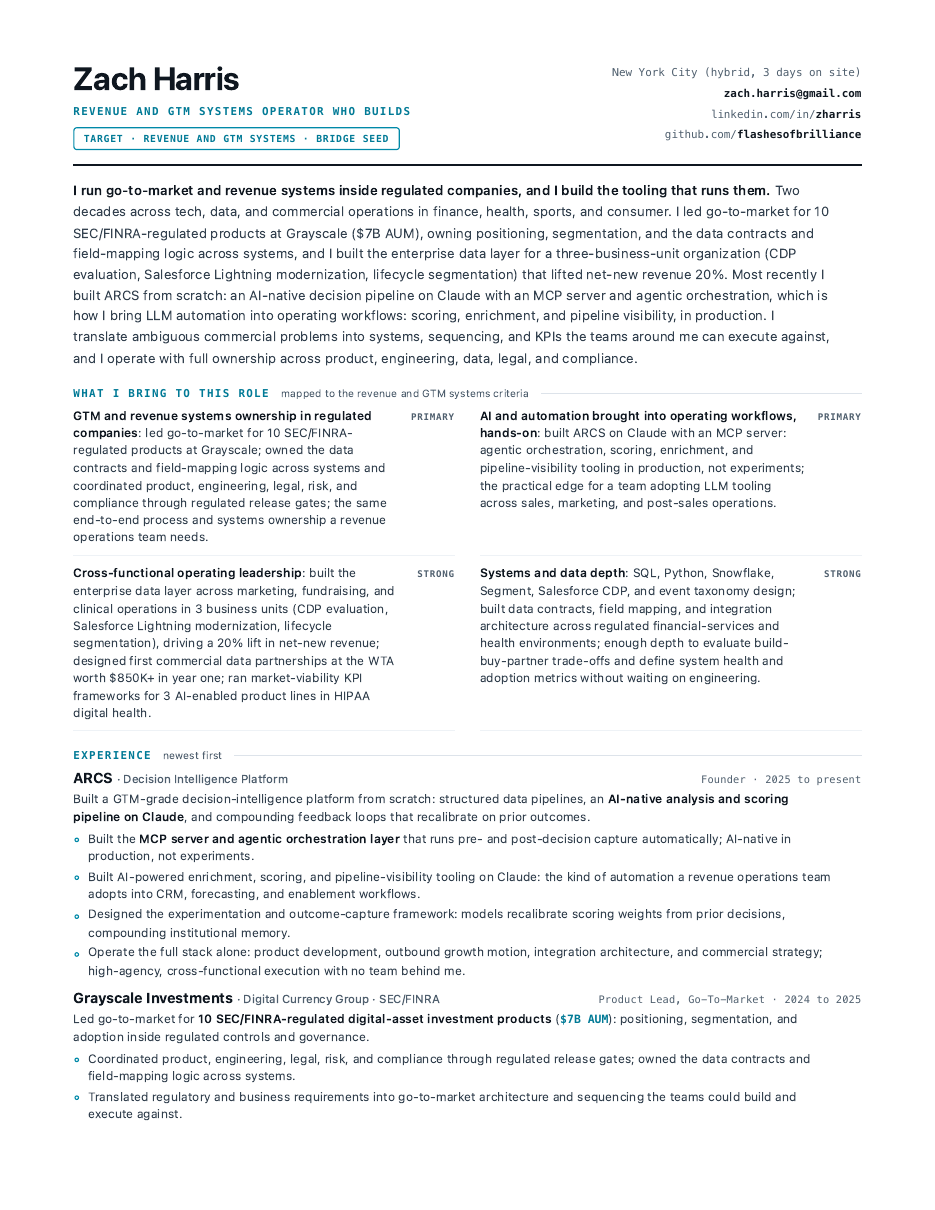 Zach Harris
REVENUE AND GTM SYSTEMS OPERATOR WHO BUILDS
TARGET · REVENUE AND GTM SYSTEMS · BRIDGE SEED
New York City (hybrid, 3 days on site)
zach.harris@gmail.com
linkedin.com/in/zharris
github.com/flashesofbrilliance
I run go-to-market and revenue systems inside regulated companies, and I build the tooling that runs them. Two
decades across tech, data, and commercial operations in finance, health, sports, and consumer. I led go-to-market for 10
SEC/FINRA-regulated products at Grayscale ($7B AUM), owning positioning, segmentation, and the data contracts and
field-mapping logic across systems, and I built the enterprise data layer for a three-business-unit organization (CDP
evaluation, Salesforce Lightning modernization, lifecycle segmentation) that lifted net-new revenue 20%. Most recently I
built ARCS from scratch: an AI-native decision pipeline on Claude with an MCP server and agentic orchestration, which is
how I bring LLM automation into operating workflows: scoring, enrichment, and pipeline visibility, in production. I
translate ambiguous commercial problems into systems, sequencing, and KPIs the teams around me can execute against,
and I operate with full ownership across product, engineering, data, legal, and compliance.
WHAT I BRING TO THIS ROLE mapped to the revenue and GTM systems criteria
GTM and revenue systems ownership in regulated PRIMARY
companies: led go-to-market for 10 SEC/FINRA-
regulated products at Grayscale; owned the data
contracts and field-mapping logic across systems and
coordinated product, engineering, legal, risk, and
compliance through regulated release gates; the same
end-to-end process and systems ownership a revenue
operations team needs.
AI and automation brought into operating workflows, PRIMARY
hands-on: built ARCS on Claude with an MCP server:
agentic orchestration, scoring, enrichment, and
pipeline-visibility tooling in production, not experiments;
the practical edge for a team adopting LLM tooling
across sales, marketing, and post-sales operations.
Cross-functional operating leadership: built the STRONG
enterprise data layer across marketing, fundraising, and
clinical operations in 3 business units (CDP evaluation,
Salesforce Lightning modernization, lifecycle
segmentation), driving a 20% lift in net-new revenue;
designed first commercial data partnerships at the WTA
worth $850K+ in year one; ran market-viability KPI
frameworks for 3 AI-enabled product lines in HIPAA
digital health.
Systems and data depth: SQL, Python, Snowflake, STRONG
Segment, Salesforce CDP, and event taxonomy design;
built data contracts, field mapping, and integration
architecture across regulated financial-services and
health environments; enough depth to evaluate build-
buy-partner trade-offs and define system health and
adoption metrics without waiting on engineering.
EXPERIENCE newest first
ARCS · Decision Intelligence Platform Founder · 2025 to present
Built a GTM-grade decision-intelligence platform from scratch: structured data pipelines, an AI-native analysis and scoring
pipeline on Claude, and compounding feedback loops that recalibrate on prior outcomes.
Built the MCP server and agentic orchestration layer that runs pre- and post-decision capture automatically; AI-native in
production, not experiments.
Built AI-powered enrichment, scoring, and pipeline-visibility tooling on Claude: the kind of automation a revenue operations team
adopts into CRM, forecasting, and enablement workflows.
Designed the experimentation and outcome-capture framework: models recalibrate scoring weights from prior decisions,
compounding institutional memory.
Operate the full stack alone: product development, outbound growth motion, integration architecture, and commercial strategy;
high-agency, cross-functional execution with no team behind me.
Grayscale Investments · Digital Currency Group · SEC/FINRA Product Lead, Go-To-Market · 2024 to 2025
Led go-to-market for 10 SEC/FINRA-regulated digital-asset investment products ($7B AUM): positioning, segmentation, and
adoption inside regulated controls and governance.
Coordinated product, engineering, legal, risk, and compliance through regulated release gates; owned the data contracts and
field-mapping logic across systems.
Translated regulatory and business requirements into go-to-market architecture and sequencing the teams could build and
execute against.